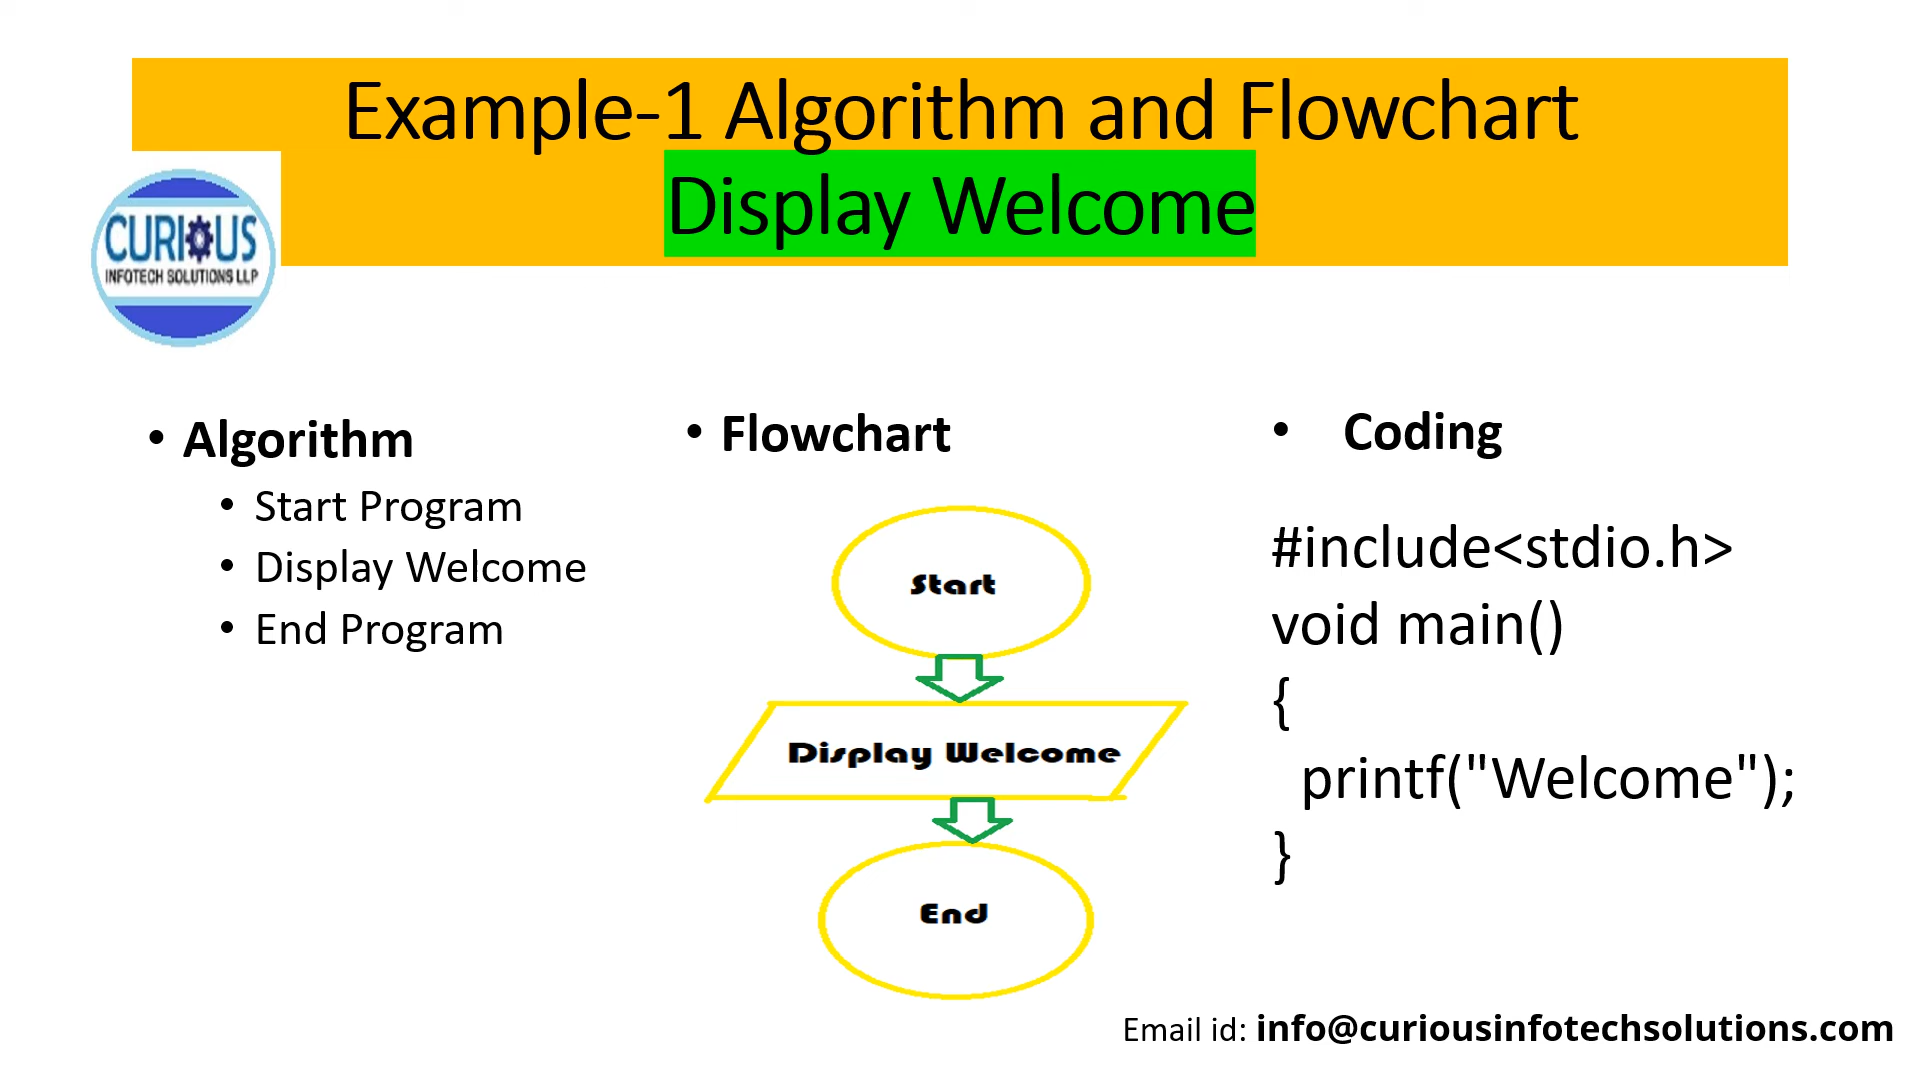 Example-1 Algorithm and Flowchart
Display Welcome
CURIOUS
INFOTECH SOLUTIONS LLP
• Algorithm
• Start Program
• Display Welcome
• End Program
• Flowchart
Start
Display Welcome
End
• Coding
#include<stdio.h>
void main()
{
printf("Welcome");
}
Email id: info@curiousinfotechsolutions.com